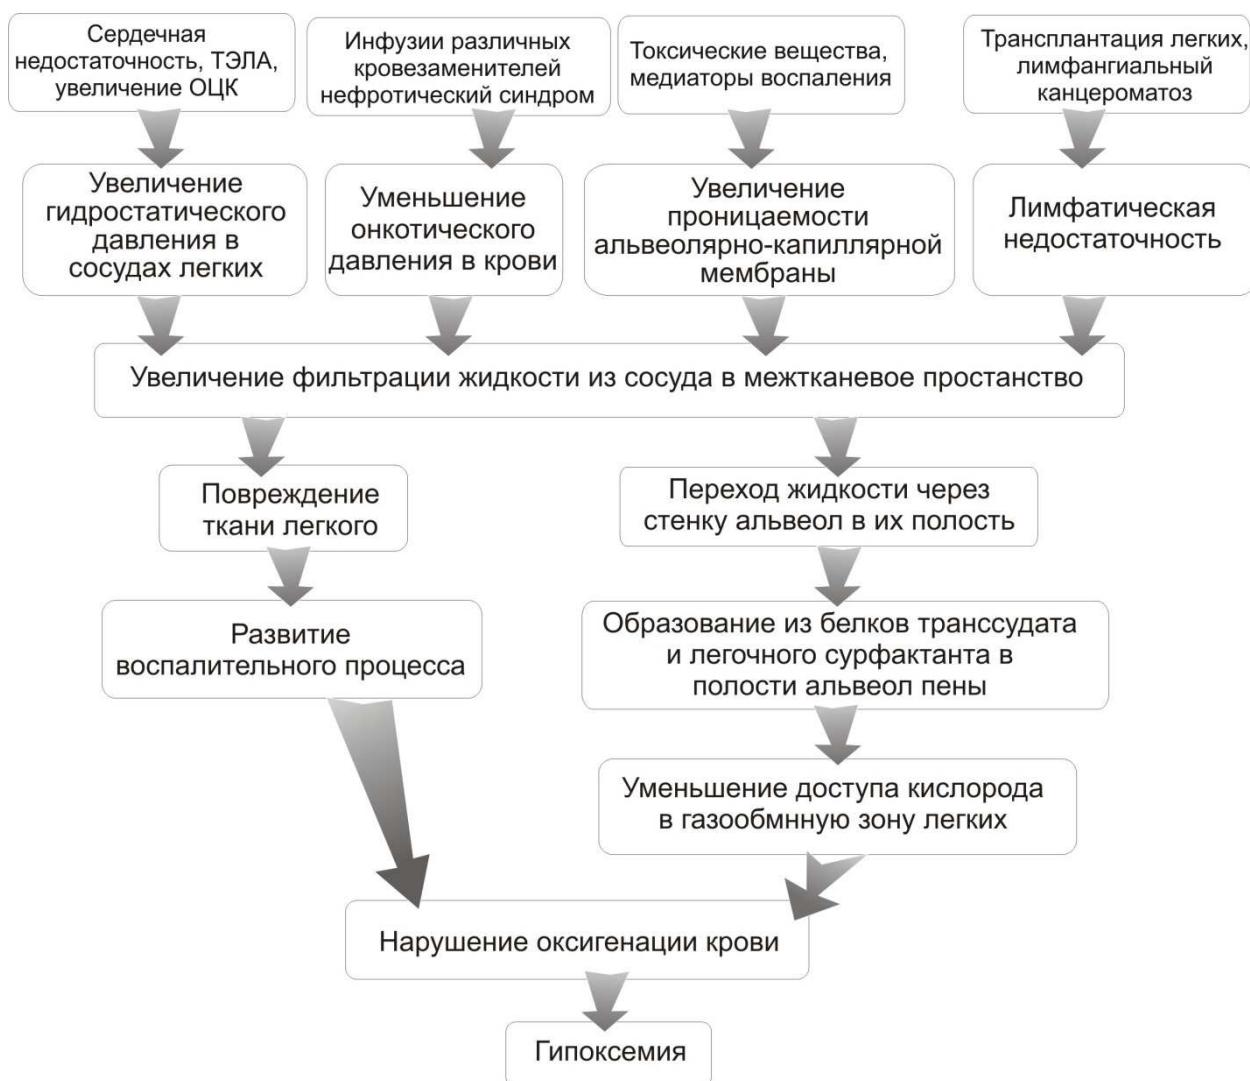 Сердечная
недостаточность, ТЭЛА,
увеличение ОЦК
Инфузии различных
кровезаменителей
нефротический синдром
Токсические вещества,
медиаторы воспаления
Трансплантация легких,
лимфангиальный
канцероматоз
Увеличение
гидростатического
давления в
сосудах легких
Уменьшение
онкотического
давления в крови
Увеличение
проницаемости
альвеолярно-капиллярной
мембраны
Лимфатическая
недостаточность
Увеличение фильтрации жидкости из сосуда в межтканевое простанство
Повреждение
ткани легкого
Переход жидкости через
стенку альвеол в их полость
Развитие
воспалительного процесса
Образование из белков транссудата
и легочного сурфактанта в
полости альвеол пены
Уменьшение доступа кислорода
в газообмнную зону легких
Нарушение оксигенации крови
Гипоксемия